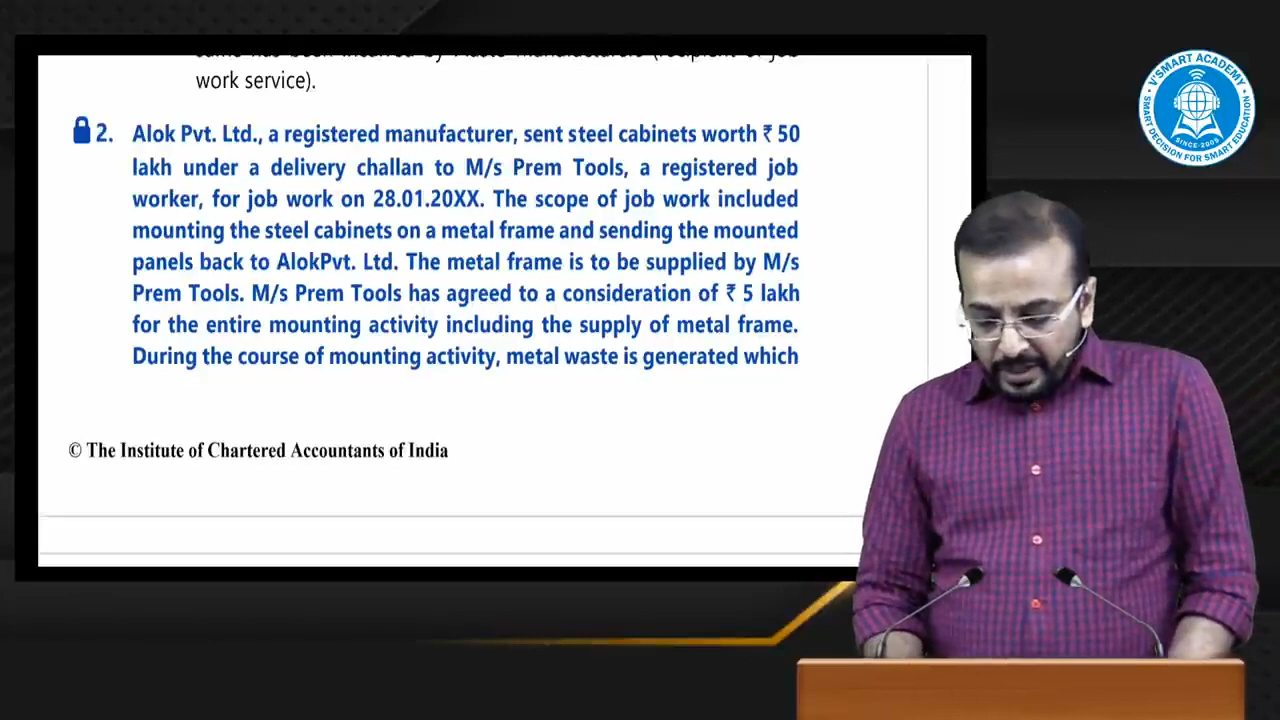 work service).
2. Alok Pvt. Ltd., a registered manufacturer, sent steel cabinets worth ₹ 50
lakh under a delivery challan to M/s Prem Tools, a registered job
worker, for job work on 28.01.20XX. The scope of job work included
mounting the steel cabinets on a metal frame and sending the mounted
panels back to AlokPvt. Ltd. The metal frame is to be supplied by M/s
Prem Tools. M/s Prem Tools has agreed to a consideration of ₹ 5 lakh
for the entire mounting activity including the supply of metal frame.
During the course of mounting activity, metal waste is generated which
© The Institute of Chartered Accountants of India
V'SMART ACADEMY
SINCE-2009
SMART DECISION FOR SMART EDUCATION